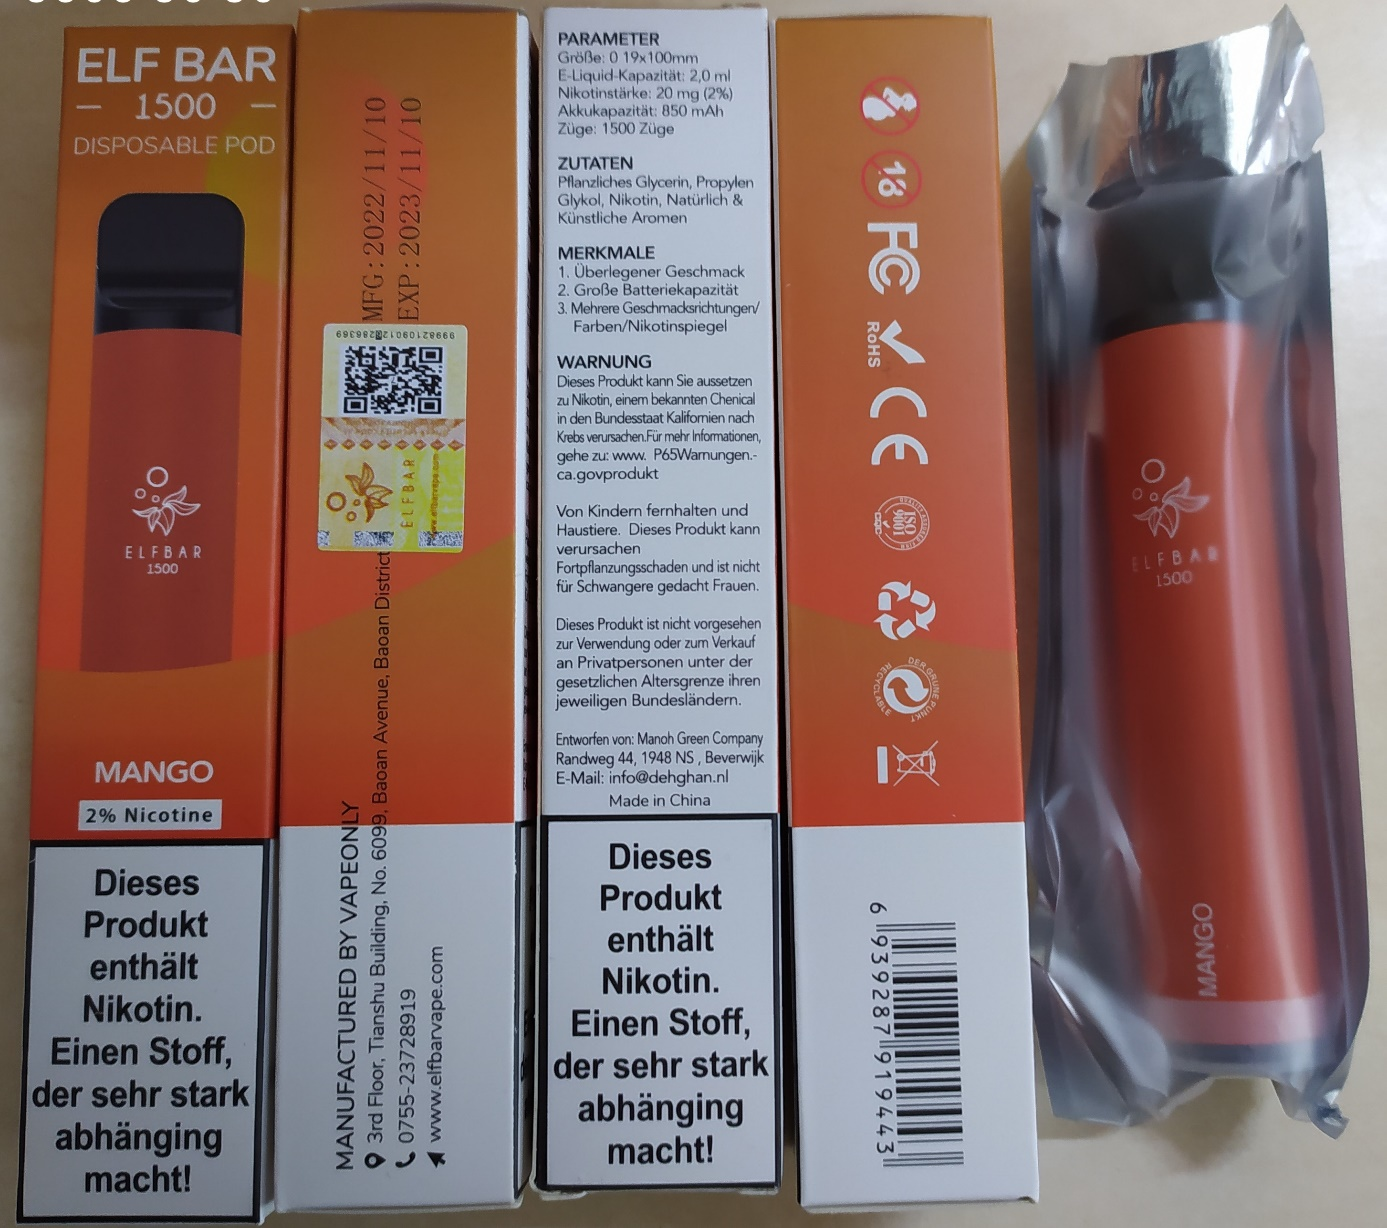 ELF BAR
1500
DISPOSABLE POD
ELFBAR
1500
MANGO
2% Nicotine
Dieses
Produkt
enthält
Nikotin.
Einen Stoff,
der sehr stark
abhänging
macht!
MFG:2022/11/10
EXP:2023/11/10
ELFBAR
www.elfbarvape.com
MANUFACTURED BY VAPEONLY
3rd Floor, Tianshu Building, No. 6099, Baoan Avenue, Baoan District
0755-23728919
www.elfbarvape.com
PARAMETER
Größe: 0 19x100mm
E-Liquid-Kapazität: 2,0 ml
Nikotinstärke: 20 mg (2%)
Akkukapazität: 850 mAh
Züge: 1500 Züge
ZUTATEN
Pflanzliches Glycerin, Propylen
Glykol, Nikotin, Natürlich &
Künstliche Aromen
MERKMALE
1. Überlegener Geschmack
2. Große Batteriekapazität
3. Mehrere Geschmacksrichtungen/
Farben/Nikotinspiegel
WARNUNG
Dieses Produkt kann Sie aussetzen
zu Nikotin, einem bekannten Chenical
in den Bundesstaat Kalifornien nach
Krebs verursachen.Für mehr Informationen,
gehe zu: www. P65Warnungen.-
ca.govprodukt
Von Kindern fernhalten und
Haustiere. Dieses Produkt kann
verursachen
Fortpflanzungsschaden und ist nicht
für Schwangere gedacht Frauen.
Dieses Produkt ist nicht vorgesehen
zur Verwendung oder zum Verkauf
an Privatpersonen unter der
gesetzlichen Altersgrenze ihren
jeweiligen Bundesländern.
Entworfen von: Manoh Green Company
Randweg 44, 1948 NS , Beverwijk
E-Mail: info@dehghan.nl
Made in China
Dieses
Produkt
enthält
Nikotin.
Einen Stoff,
der sehr stark
abhänging
macht!
18
FC
RoHS
CE
ISO
9001
DER GRÜNE PUNKT
RECYCLABLE
6 939287 919443
ELFBAR
1500
MANGO